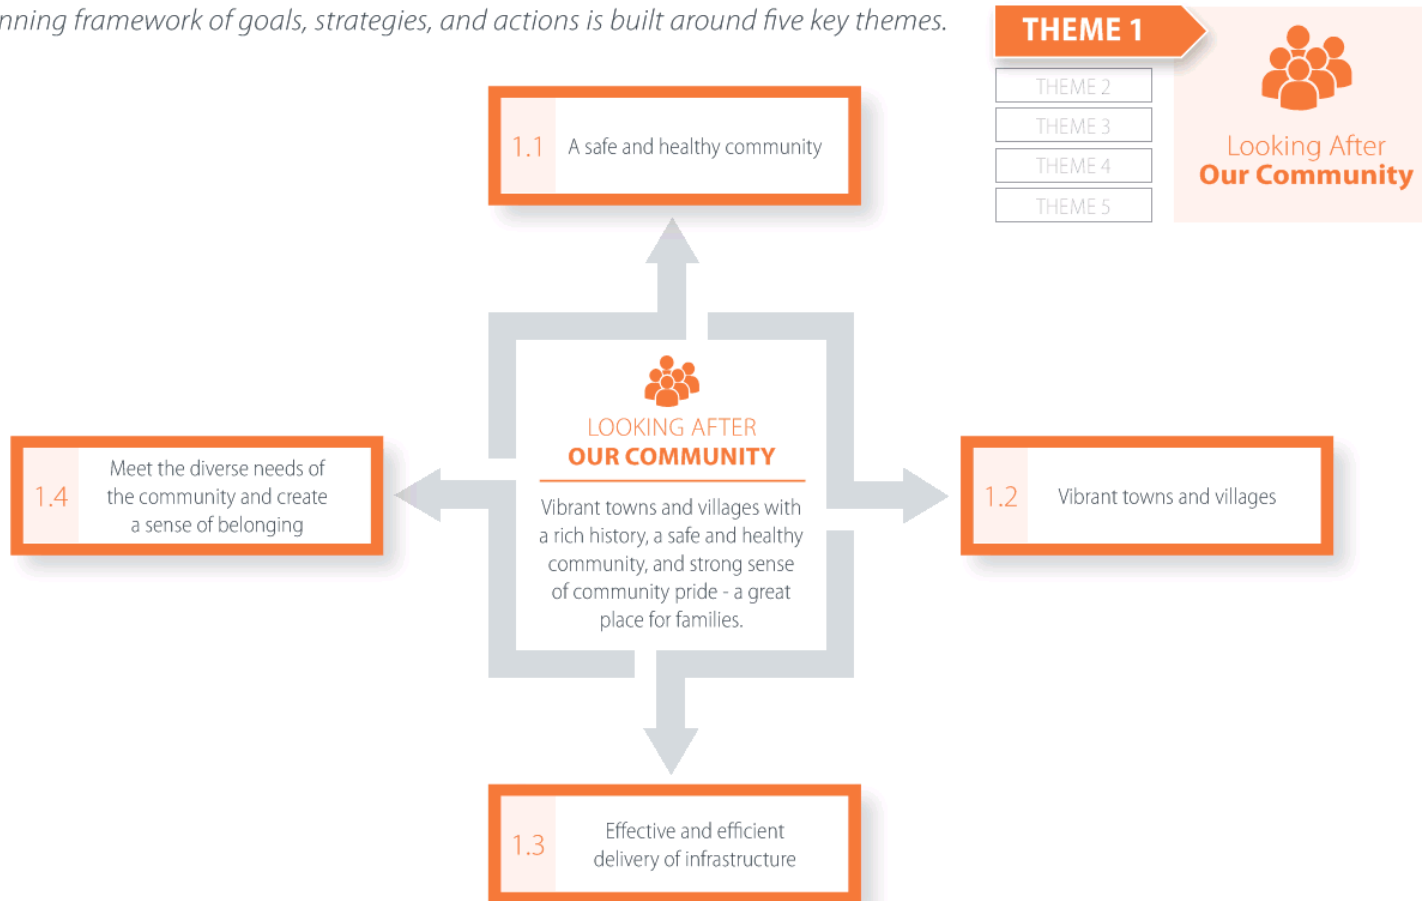 framework of goals, strategies, and actions is built around five key themes.
THEME 1
THEME 2
THEME 3
THEME 4
THEME 5
Looking After
Our Community
1.1 A safe and healthy community
LOOKING AFTER
OUR COMMUNITY
Vibrant towns and villages with
a rich history, a safe and healthy
community, and strong sense
of community pride - a great
place for families.
1.4
Meet the diverse needs of
the community and create
a sense of belonging
1.2 Vibrant towns and villages
1.3
Effective and efficient
delivery of infrastructure